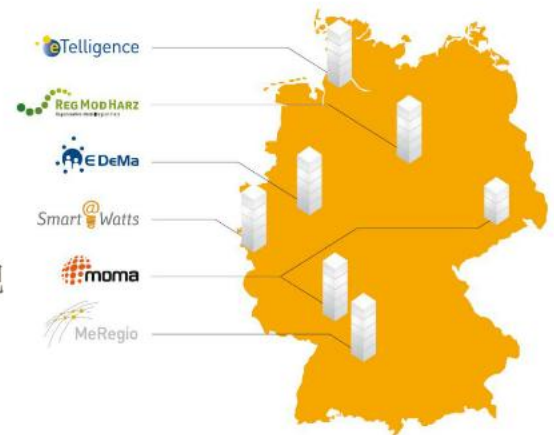 eTelligence
REGMODHARZ
E DeMa
Smart@Watts
moma
MeRegio